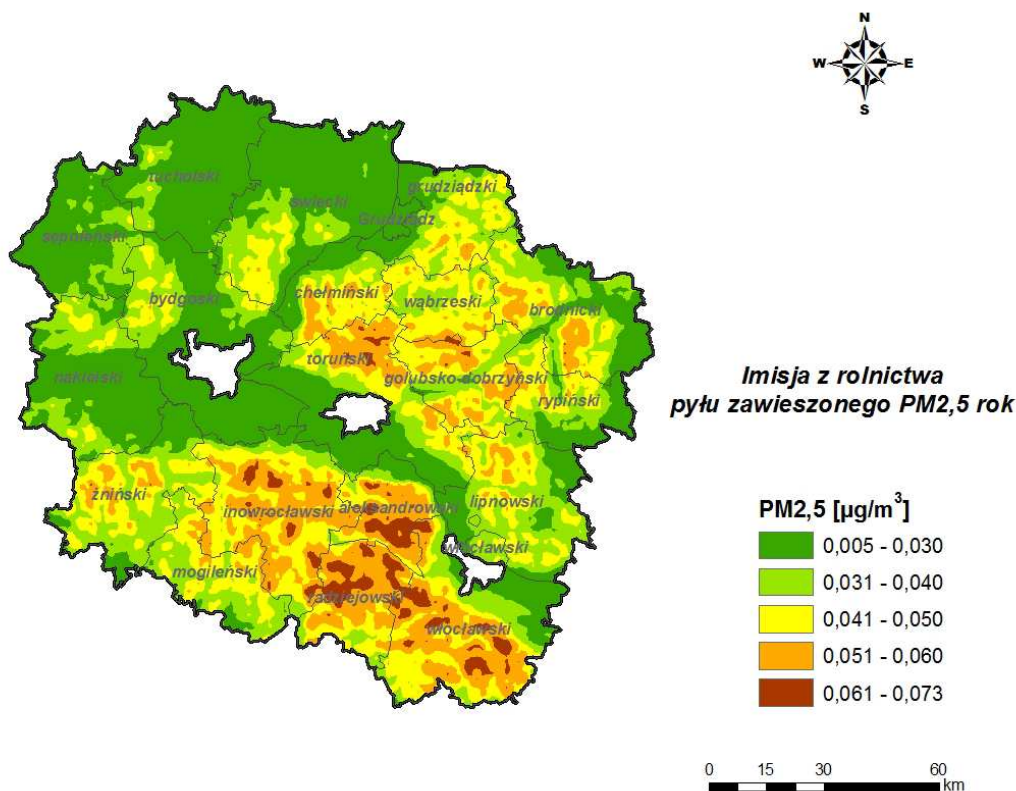 N
W E
S
tucholski
świecki
grudziądzki
Grudziądz
sępoleński
bydgoski
chełmiński
wąbrzeski
brodnicki
toruński
nakielski
golubsko-dobrzyński
rypiński
żniński
inowrocławski
aleksandrowski
lipnowski
włocławski
mogileński
radziejowski
włocławski
Imisja z rolnictwa
pyłu zawieszonego PM2,5 rok
PM2,5 [µg/m³]
0,005 - 0,030
0,031 - 0,040
0,041 - 0,050
0,051 - 0,060
0,061 - 0,073
0 15 30 60
km